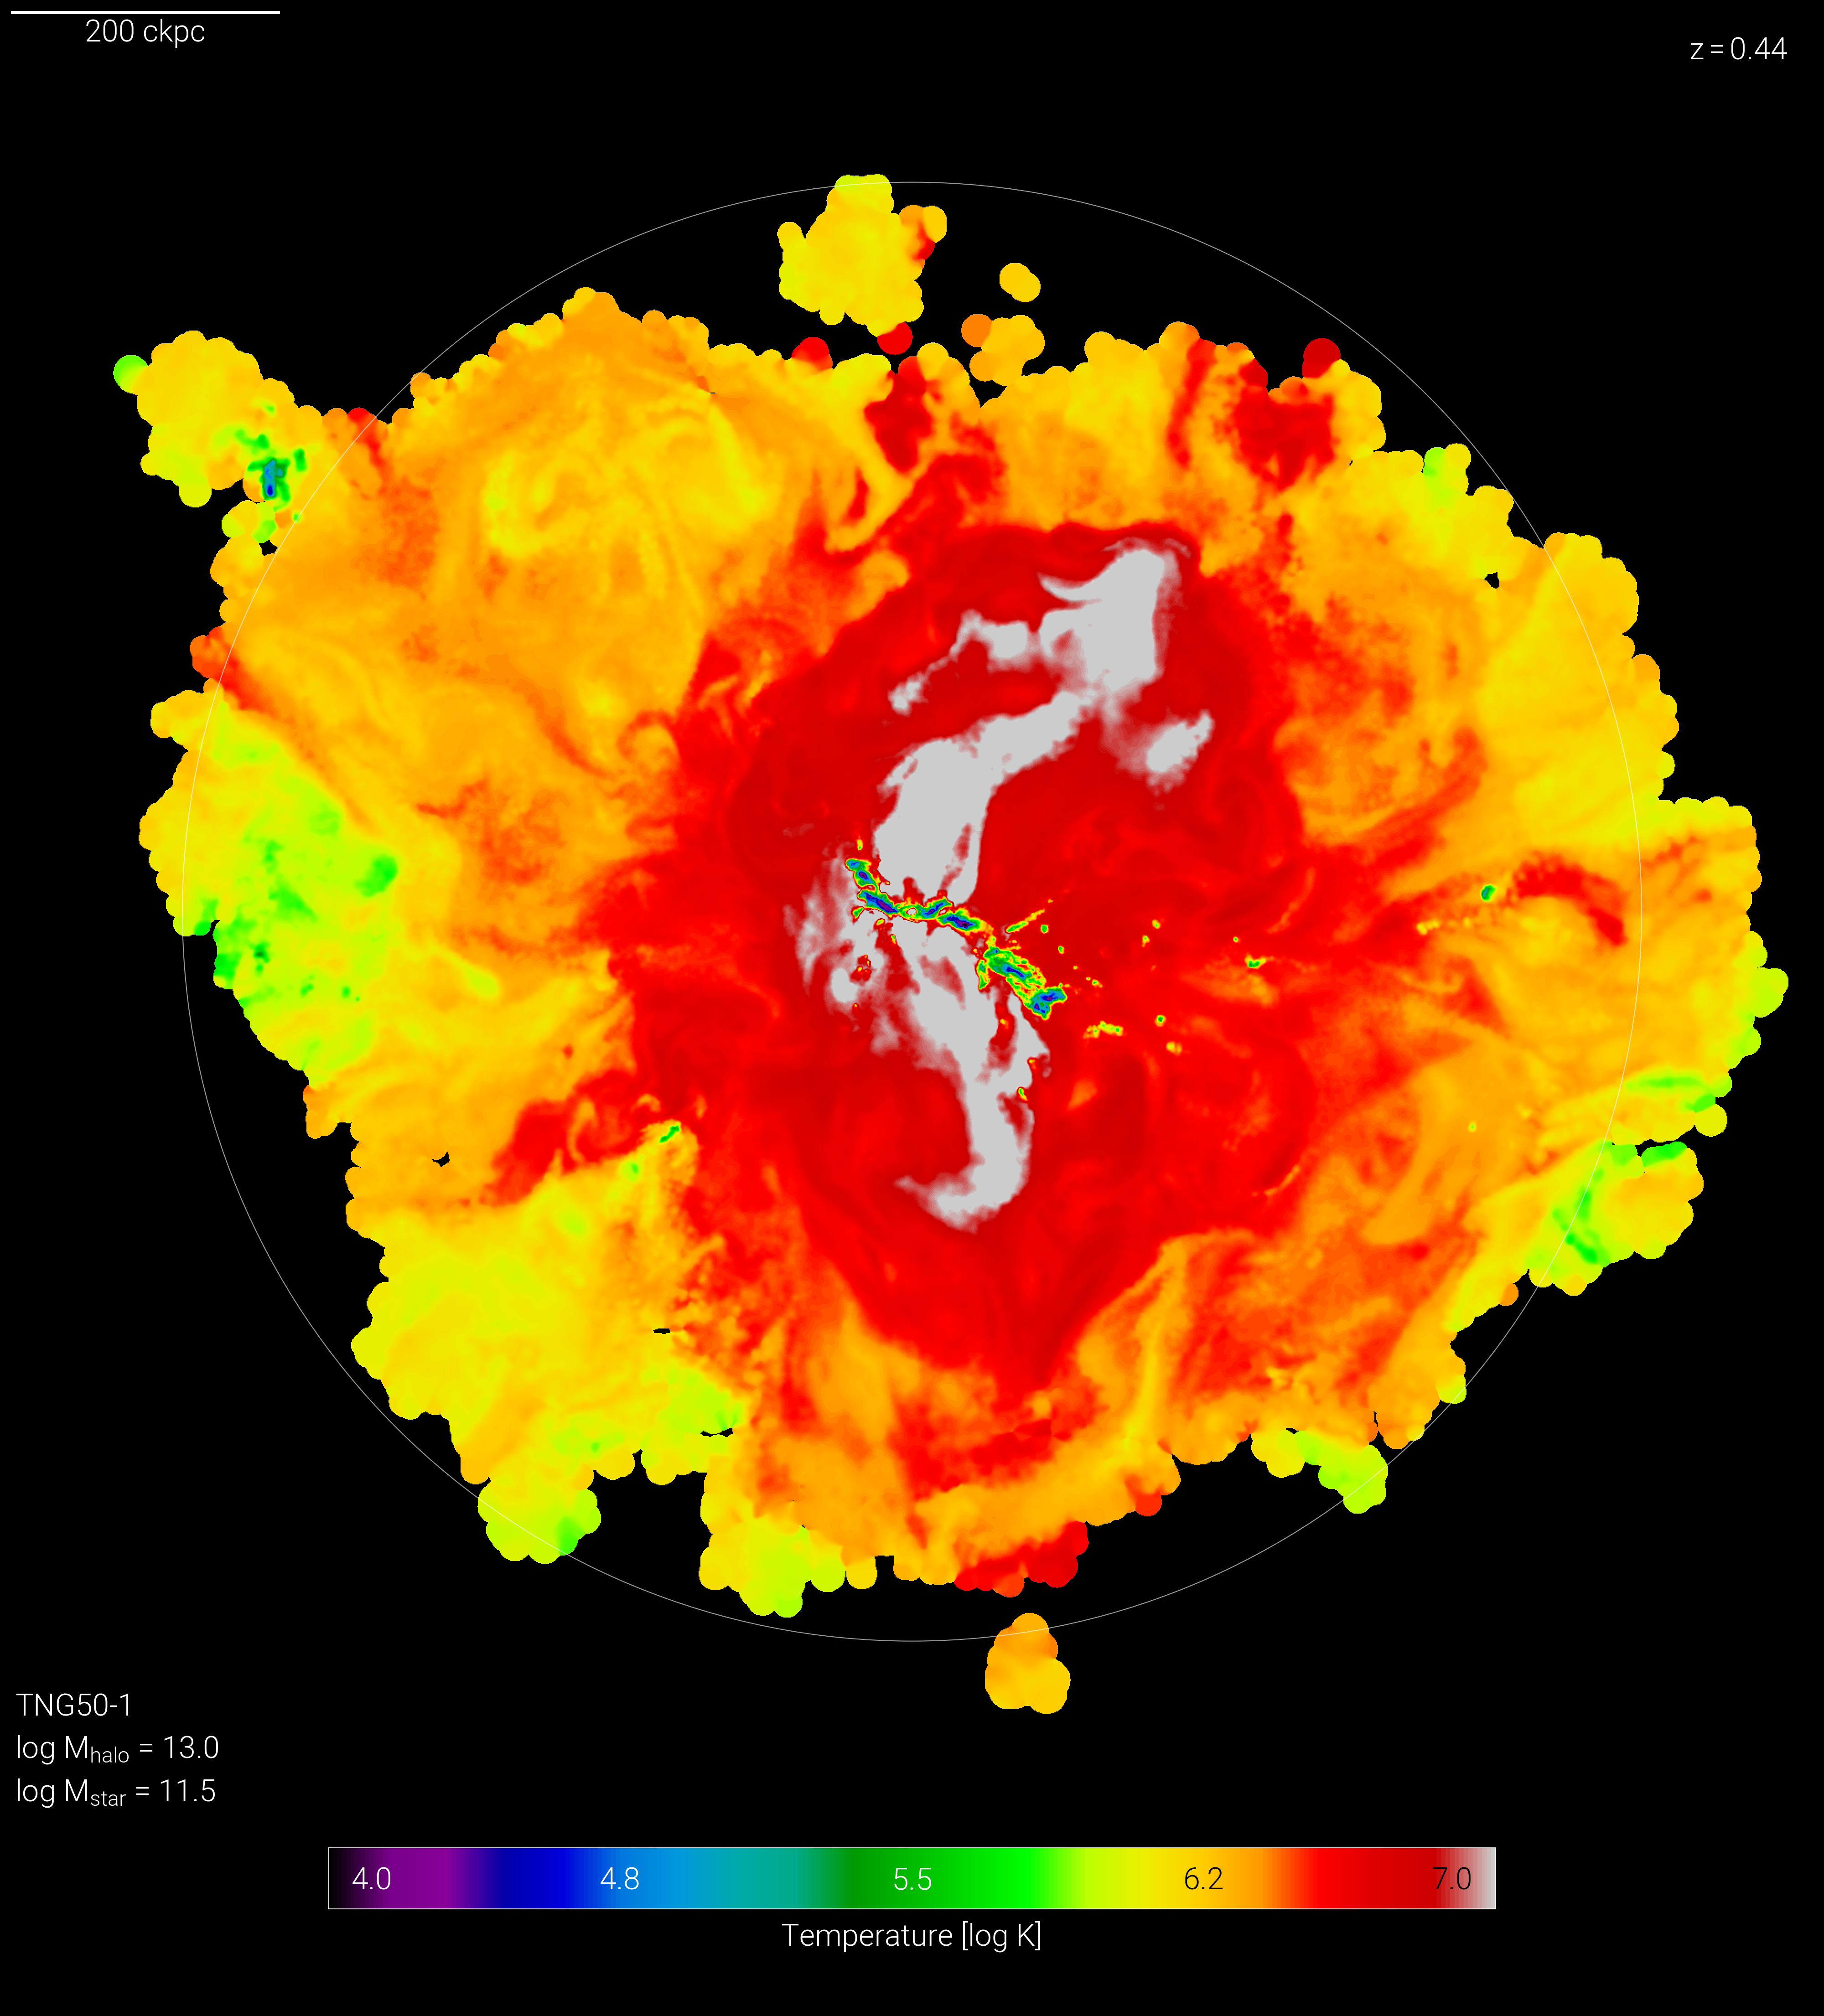 200 ckpc
z = 0.44
TNG50-1
log Mhalo = 13.0
log Mstar = 11.5
4.0 4.8 5.5 6.2 7.0
Temperature [log K]